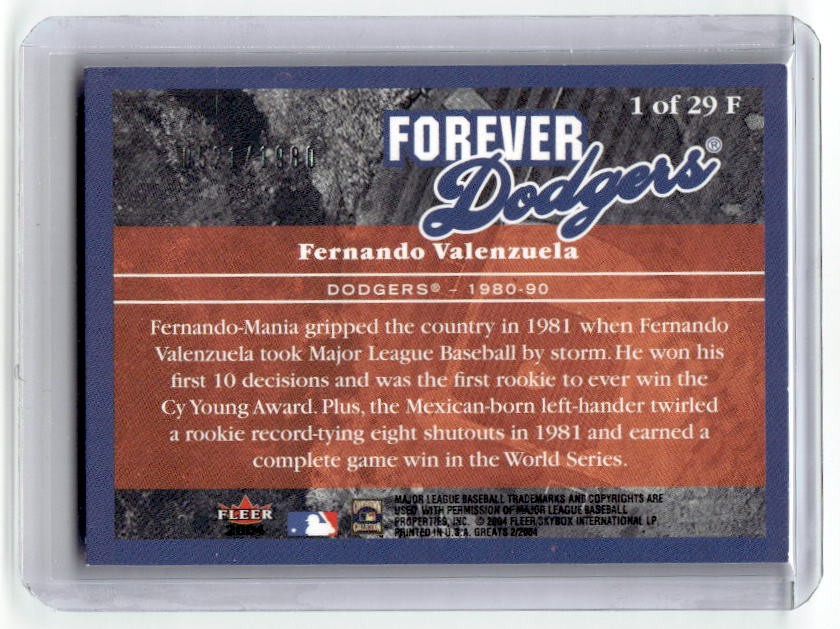 1 of 29 F
0521/1980
FOREVER
Dodgers®
Fernando Valenzuela
DODGERS® – 1980-90
Fernando-Mania gripped the country in 1981 when Fernando
Valenzuela took Major League Baseball by storm. He won his
first 10 decisions and was the first rookie to ever win the
Cy Young Award. Plus, the Mexican-born left-hander twirled
a rookie record-tying eight shutouts in 1981 and earned a
complete game win in the World Series.
FLEER
2004
MAJOR LEAGUE BASEBALL TRADEMARKS AND COPYRIGHTS ARE
USED WITH PERMISSION OF MAJOR LEAGUE BASEBALL
PROPERTIES, INC. © 2004 FLEER/SKYBOX INTERNATIONAL LP
PRINTED IN U.S.A. GREATS 2/2004